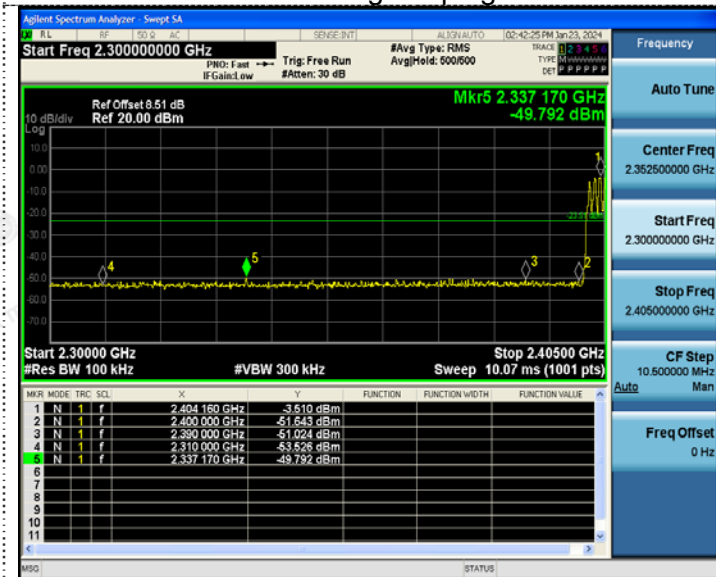 Agilent Spectrum Analyzer - Swept SA
RL RF 50 Ω AC SENSE:INT ALIGN AUTO 02:42:25 PM Jan 23, 2024
Start Freq 2.300000000 GHz
PNO: Fast
IFGain:Low
Trig: Free Run
#Atten: 30 dB
#Avg Type: RMS
Avg|Hold: 500/500
TRACE 1 2 3 4 5 6
TYPE M
DET P P P P P P
Frequency
Auto Tune
Center Freq
2.352500000 GHz
Start Freq
2.300000000 GHz
Stop Freq
2.405000000 GHz
CF Step
10.500000 MHz
Auto Man
Freq Offset
0 Hz
Ref Offset 8.51 dB
10 dB/div Ref 20.00 dBm
Log
Mkr5 2.337 170 GHz
-49.792 dBm
10.0
0.00
-10.0
-20.0
-30.0
-40.0
-50.0
-60.0
-70.0
1
2
3
4
5
Start 2.30000 GHz Stop 2.40500 GHz
#Res BW 100 kHz #VBW 300 kHz Sweep 10.07 ms (1001 pts)
MKR MODE TRC SCL X Y FUNCTION FUNCTION WIDTH FUNCTION VALUE
1 N 1 f 2.404 160 GHz -3.510 dBm
2 N 1 f 2.400 000 GHz -51.643 dBm
3 N 1 f 2.390 000 GHz -51.024 dBm
4 N 1 f 2.310 000 GHz -53.526 dBm
5 N 1 f 2.337 170 GHz -49.792 dBm
6
7
8
9
10
11
MSG STATUS